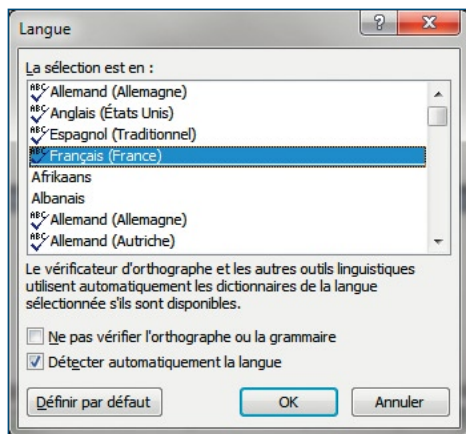 Langue
La sélection est en :
Allemand (Allemagne)
Anglais (États Unis)
Espagnol (Traditionnel)
Français (France)
Afrikaans
Albanais
Allemand (Allemagne)
Allemand (Autriche)
Le vérificateur d'orthographe et les autres outils linguistiques
utilisent automatiquement les dictionnaires de la langue
sélectionnée s'ils sont disponibles.
Ne pas vérifier l'orthographe ou la grammaire
Détecter automatiquement la langue
Définir par défaut OK Annuler